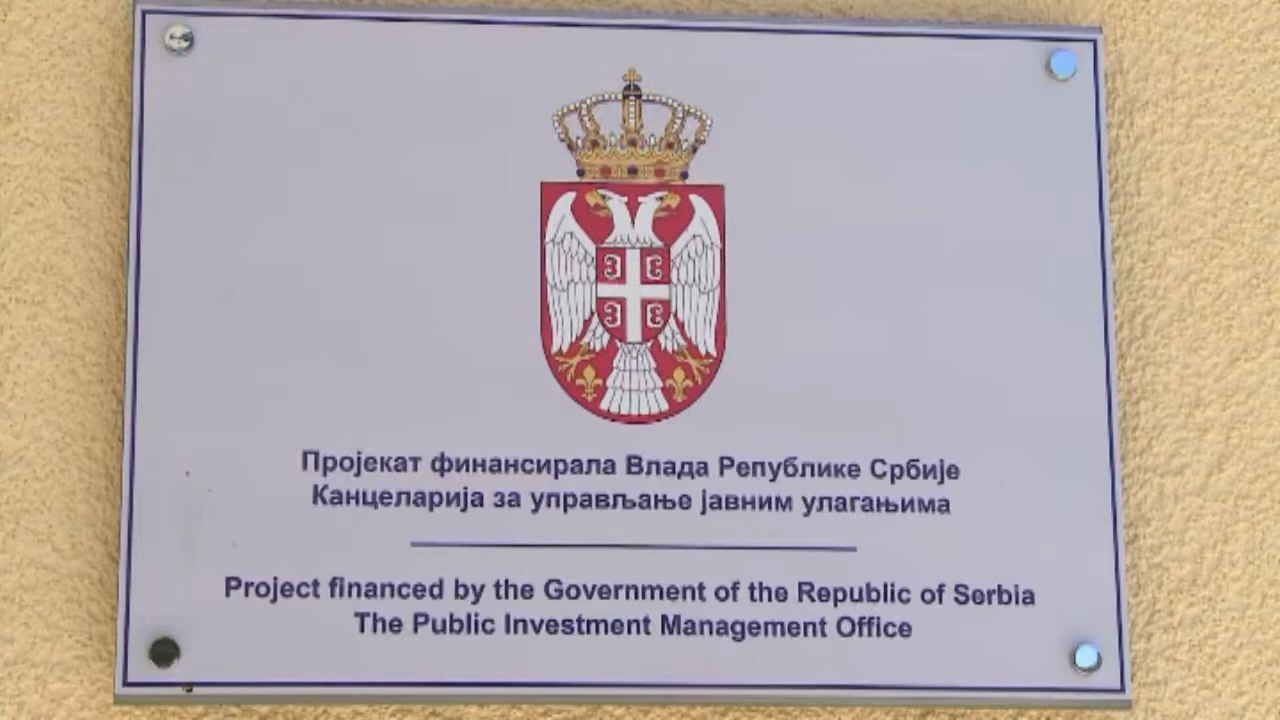 Пројекат финансирала Влада Републике Србије
Канцеларија за управљање јавним улагањима
Project financed by the Government of the Republic of Serbia
The Public Investment Management Office